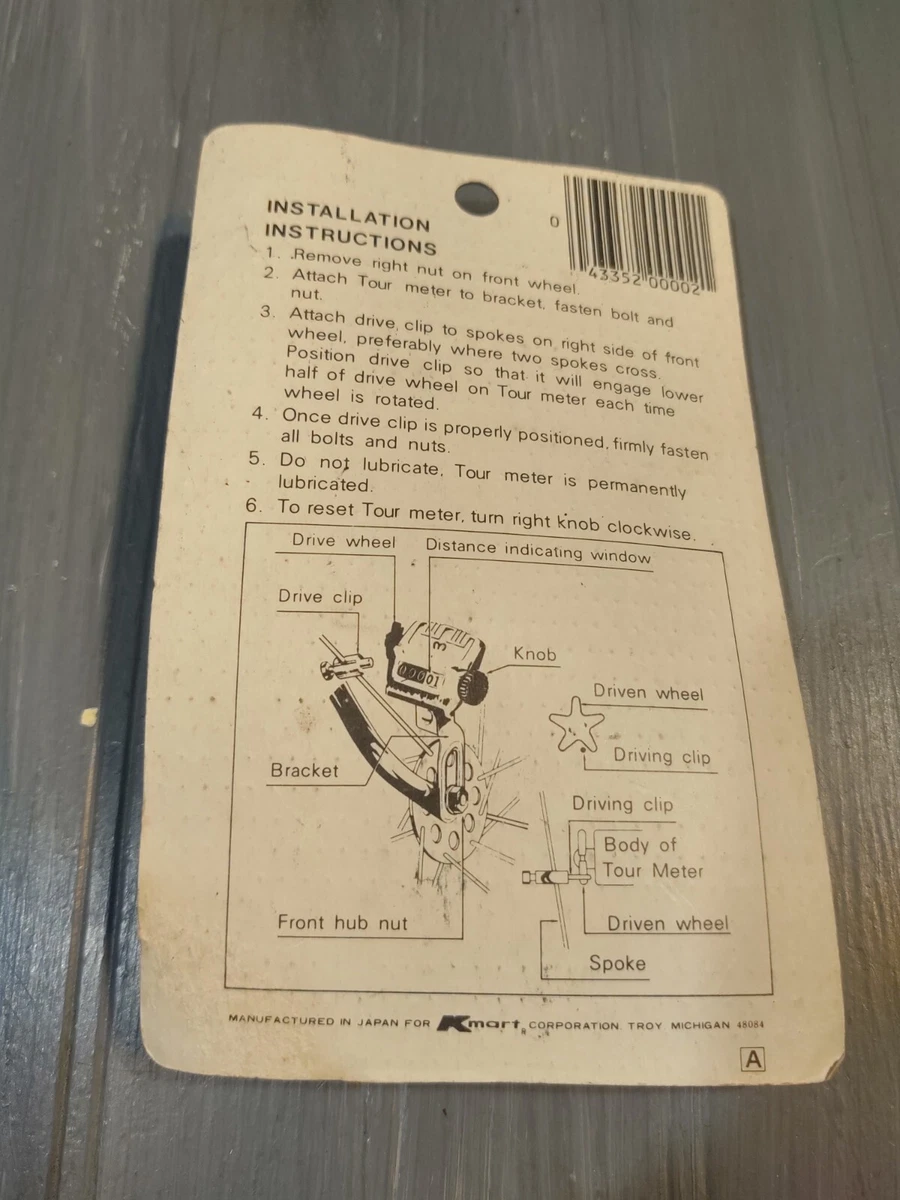 INSTALLATION
INSTRUCTIONS
1. Remove right nut on front wheel.
2. Attach Tour meter to bracket, fasten bolt and
nut.
3. Attach drive clip to spokes on right side of front
wheel, preferably where two spokes cross.
Position drive clip so that it will engage lower
half of drive wheel on Tour meter each time
wheel is rotated.
4. Once drive clip is properly positioned, firmly fasten
all bolts and nuts.
5. Do not lubricate, Tour meter is permanently
lubricated.
6. To reset Tour meter, turn right knob clockwise.
0
43352 00002
Drive wheel
Distance indicating window
Drive clip
3
00001
Knob
Driven wheel
Driving clip
Bracket
Driving clip
Body of
Tour Meter
Front hub nut
Driven wheel
Spoke
MANUFACTURED IN JAPAN FOR Kmart® CORPORATION TROY MICHIGAN 48084
A